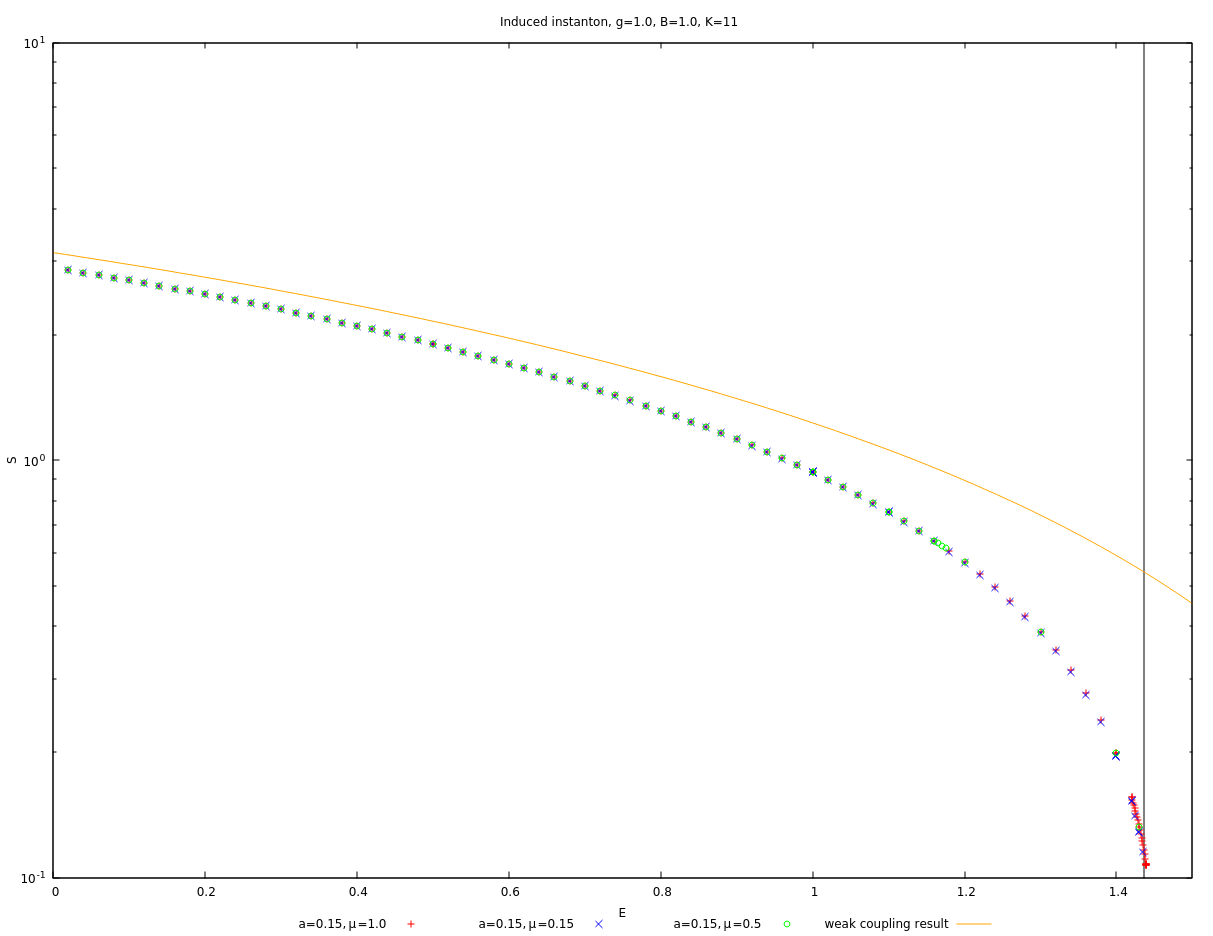 Induced instanton, g=1.0, B=1.0, K=11
10^1
10^0
10^-1
S
0 0.2 0.4 0.6 0.8 1 1.2 1.4
E
a=0.15, μ=1.0 a=0.15, μ=0.15 a=0.15, μ=0.5 weak coupling result